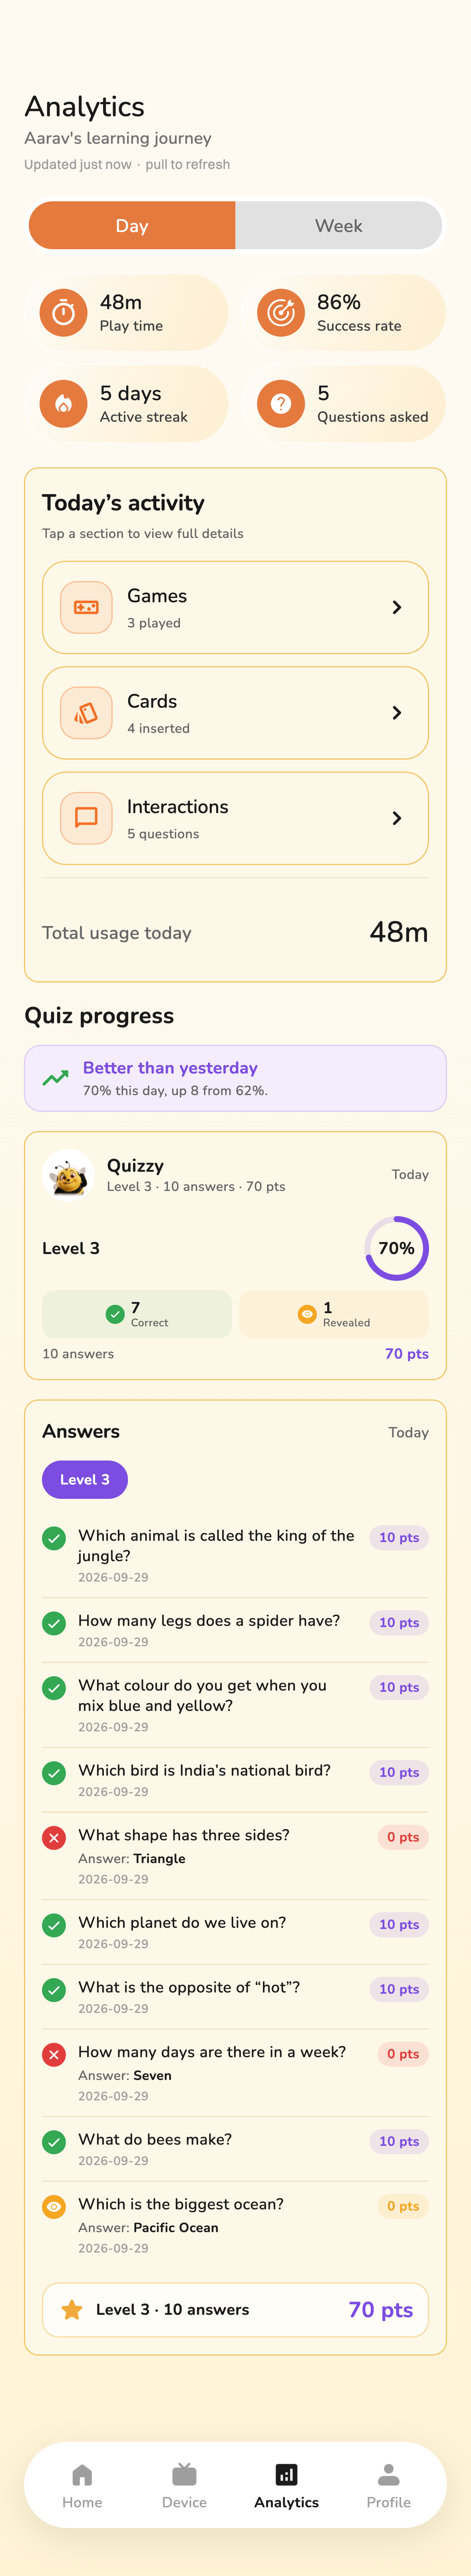 Analytics
Aarav's learning journey
Updated just now · pull to refresh
Day
Week
48m
Play time
86%
Success rate
5 days
Active streak
5
Questions asked
Today’s activity
Tap a section to view full details
Games
3 played
Cards
4 inserted
Interactions
5 questions
Total usage today
48m
Quiz progress
Better than yesterday
70% this day, up 8 from 62%.
Quizzy
Level 3 · 10 answers · 70 pts
Today
Level 3
70%
7
Correct
1
Revealed
10 answers
70 pts
Answers
Today
Level 3
Which animal is called the king of the
jungle?
10 pts
2026-09-29
How many legs does a spider have?
10 pts
2026-09-29
What colour do you get when you
mix blue and yellow?
10 pts
2026-09-29
Which bird is India’s national bird?
10 pts
2026-09-29
What shape has three sides?
0 pts
Answer: Triangle
2026-09-29
Which planet do we live on?
10 pts
2026-09-29
What is the opposite of “hot”?
10 pts
2026-09-29
How many days are there in a week?
0 pts
Answer: Seven
2026-09-29
What do bees make?
10 pts
2026-09-29
Which is the biggest ocean?
0 pts
Answer: Pacific Ocean
2026-09-29
Level 3 · 10 answers
70 pts
Home
Device
Analytics
Profile